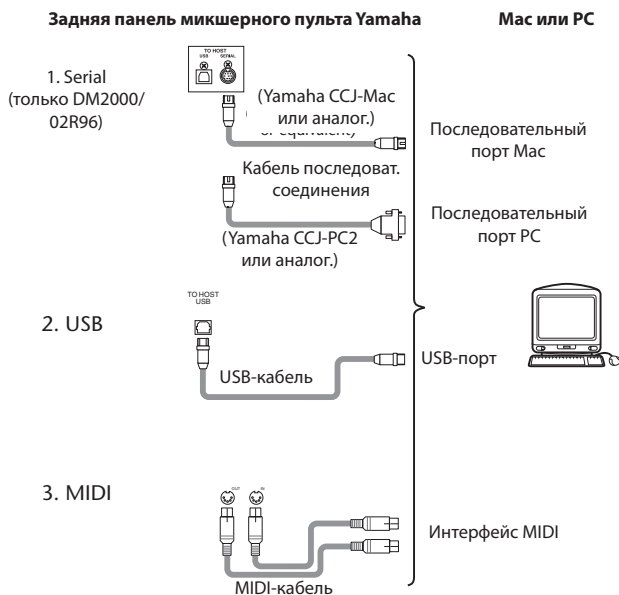 Задняя панель микшерного пульта Yamaha
Mac или PC
1. Serial
(только DM2000/
02R96)
TO HOST
USB SERIAL
(Yamaha CCJ-Mac
или аналог.)
or equivalent)
Последовательный
порт Mac
Кабель последоват.
соединения
(Yamaha CCJ-PC2
или аналог.)
Последовательный
порт PC
2. USB
TO HOST
USB
USB-кабель
USB-порт
3. MIDI
OUT IN
MIDI-кабель
Интерфейс MIDI